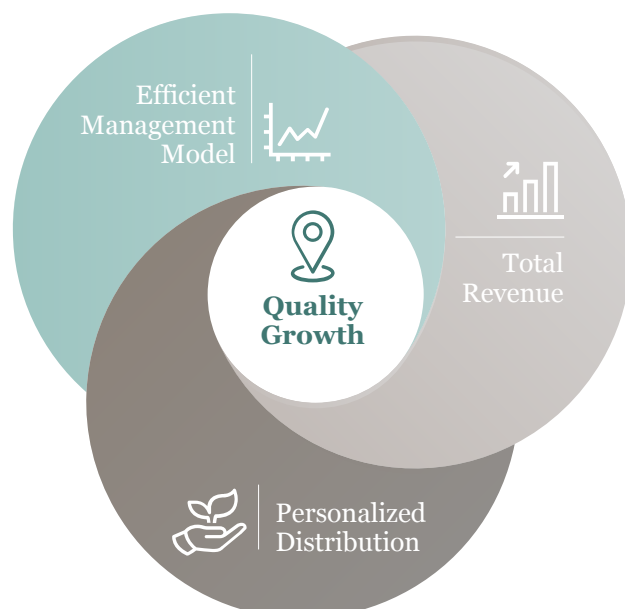 Efficient
Management
Model
Total
Revenue
Quality
Growth
Personalized
Distribution